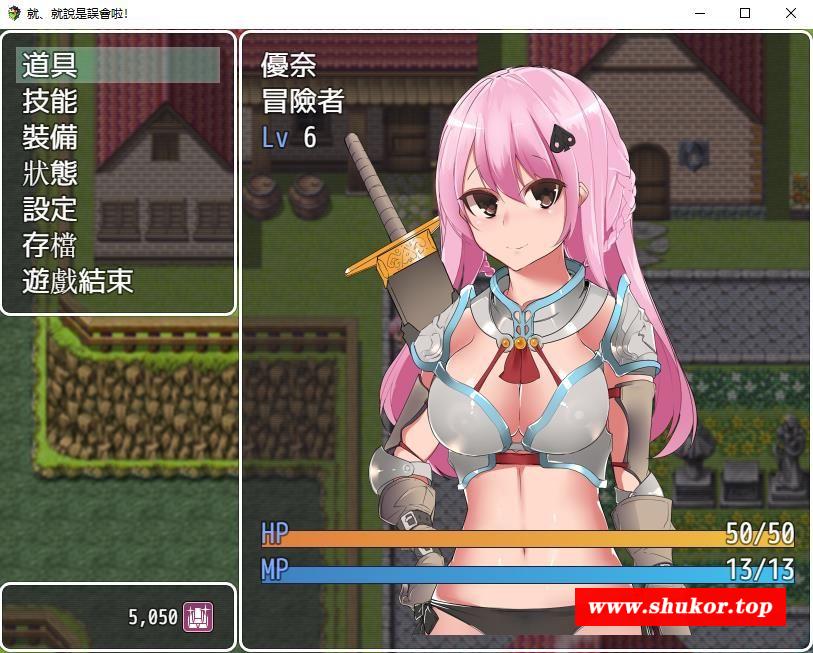 就、就說是誤會啦!
道具
技能
裝備
狀態
設定
存檔
遊戲結束
優奈
冒險者
Lv 6
HP 50/50
MP 13/13
5,050
www.shukor.top